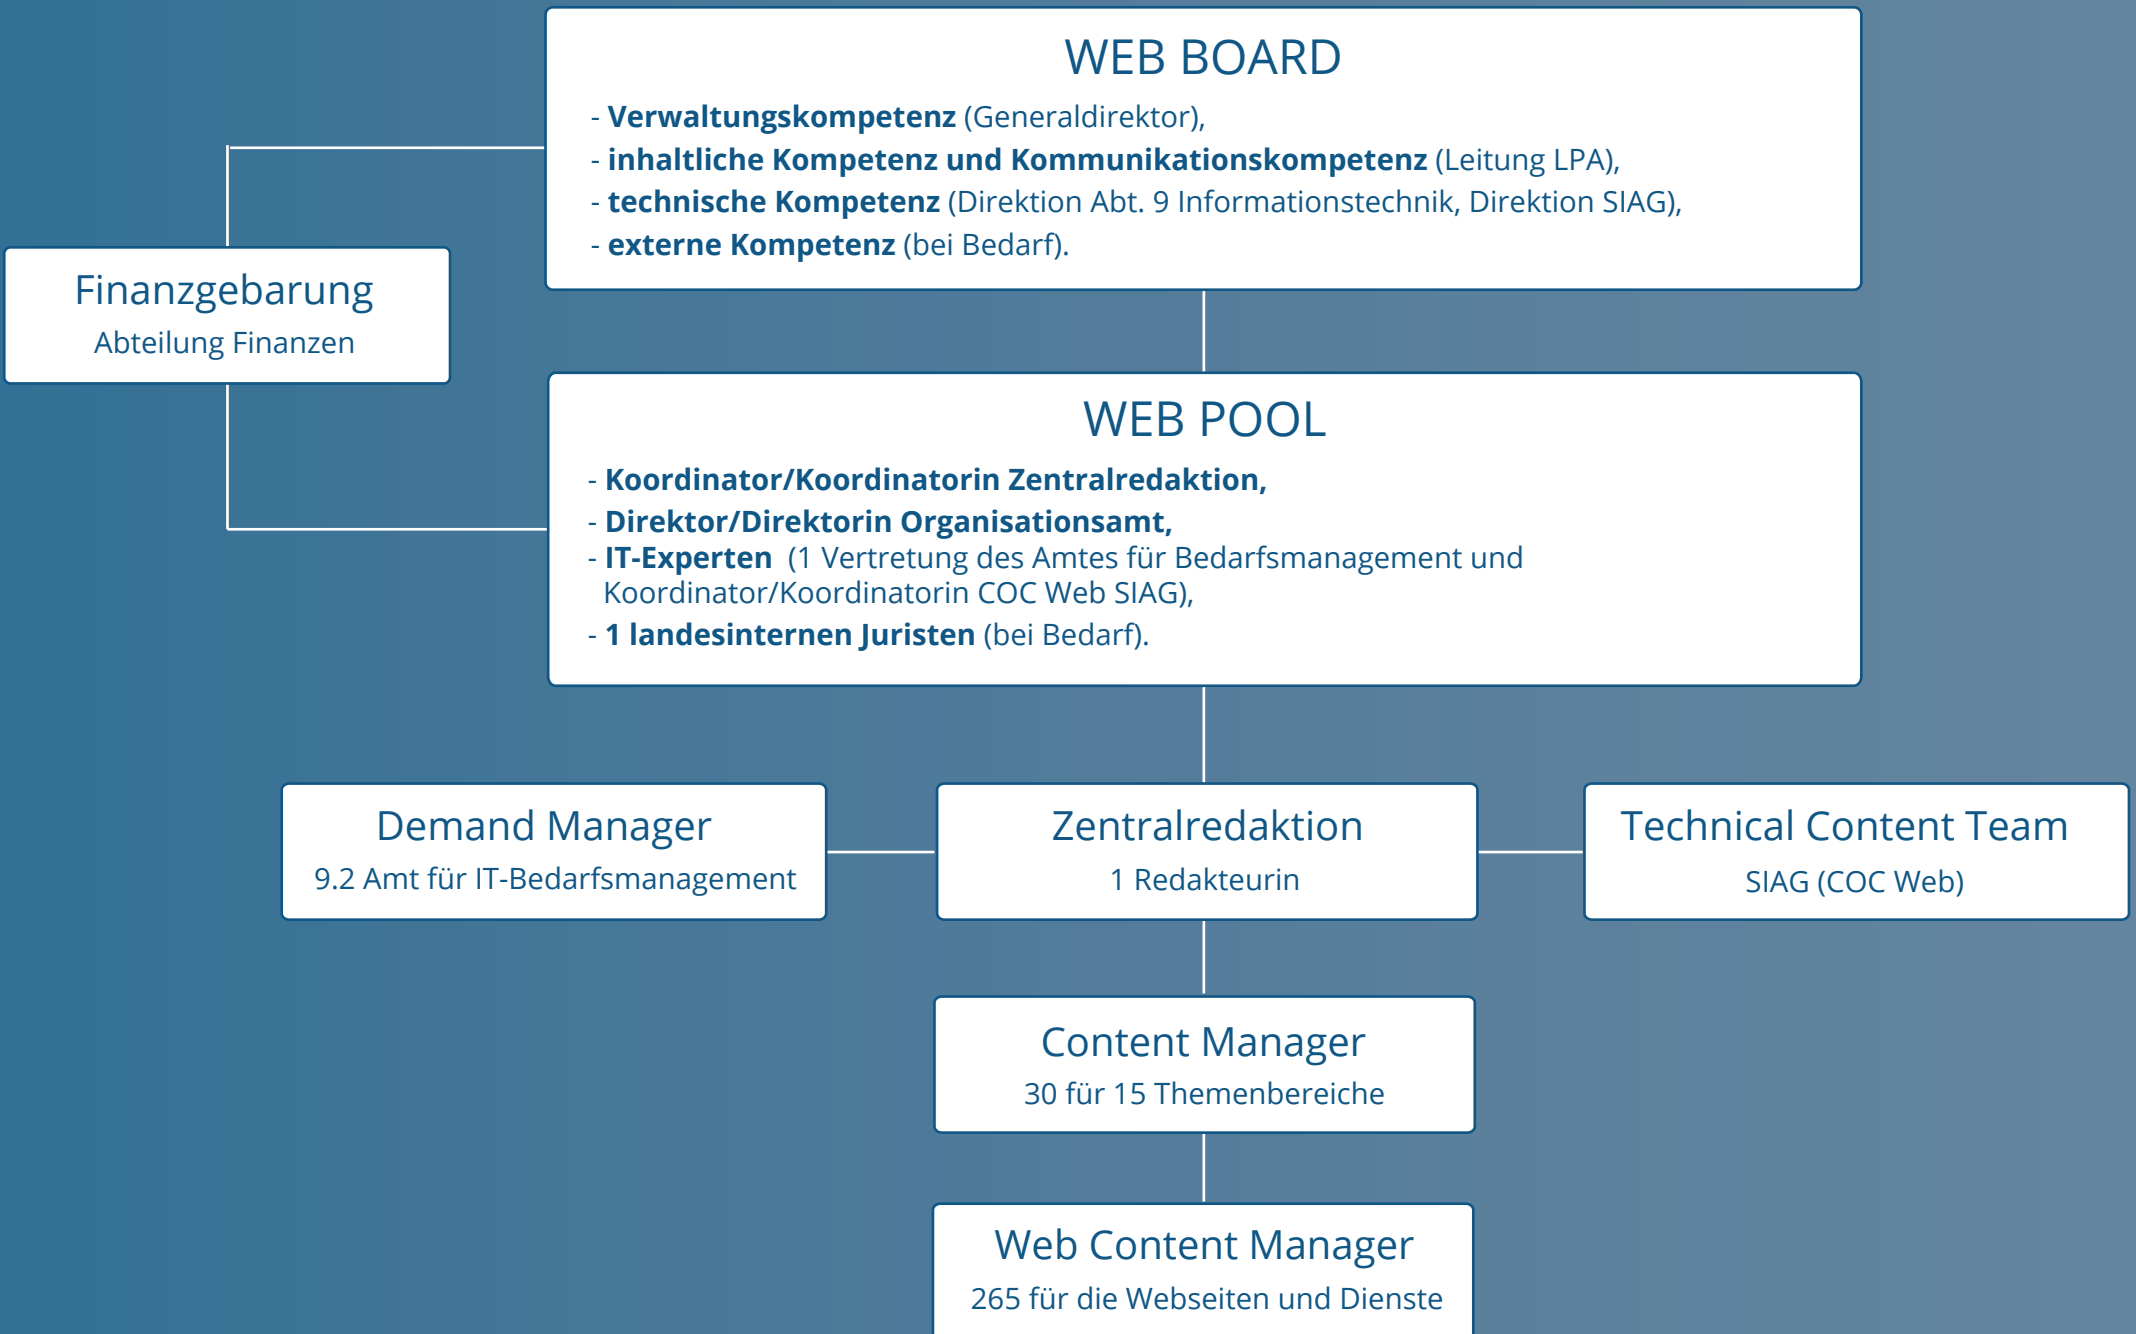 WEB BOARD
- Verwaltungskompetenz (Generaldirektor),
- inhaltliche Kompetenz und Kommunikationskompetenz (Leitung LPA),
- technische Kompetenz (Direktion Abt. 9 Informationstechnik, Direktion SIAG),
- externe Kompetenz (bei Bedarf).
Finanzgebarung
Abteilung Finanzen
WEB POOL
- Koordinator/Koordinatorin Zentralredaktion,
- Direktor/Direktorin Organisationsamt,
- IT-Experten (1 Vertretung des Amtes für Bedarfsmanagement und
Koordinator/Koordinatorin COC Web SIAG),
- 1 landesinternen Juristen (bei Bedarf).
Demand Manager
9.2 Amt für IT-Bedarfsmanagement
Zentralredaktion
1 Redakteurin
Technical Content Team
SIAG (COC Web)
Content Manager
30 für 15 Themenbereiche
Web Content Manager
265 für die Webseiten und Dienste